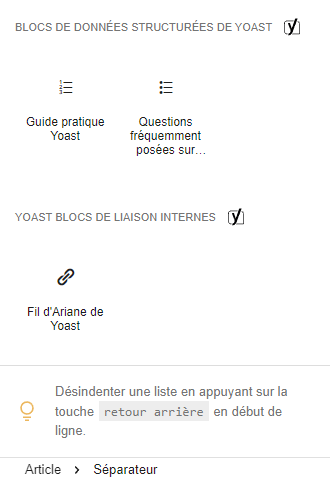 BLOCS DE DONNÉES STRUCTURÉES DE YOAST
Guide pratique
Yoast
Questions
fréquemment
posées sur…
YOAST BLOCS DE LIAISON INTERNES
Fil d'Ariane de
Yoast
Désindenter une liste en appuyant sur la
touche retour arrière en début de
ligne.
Article > Séparateur